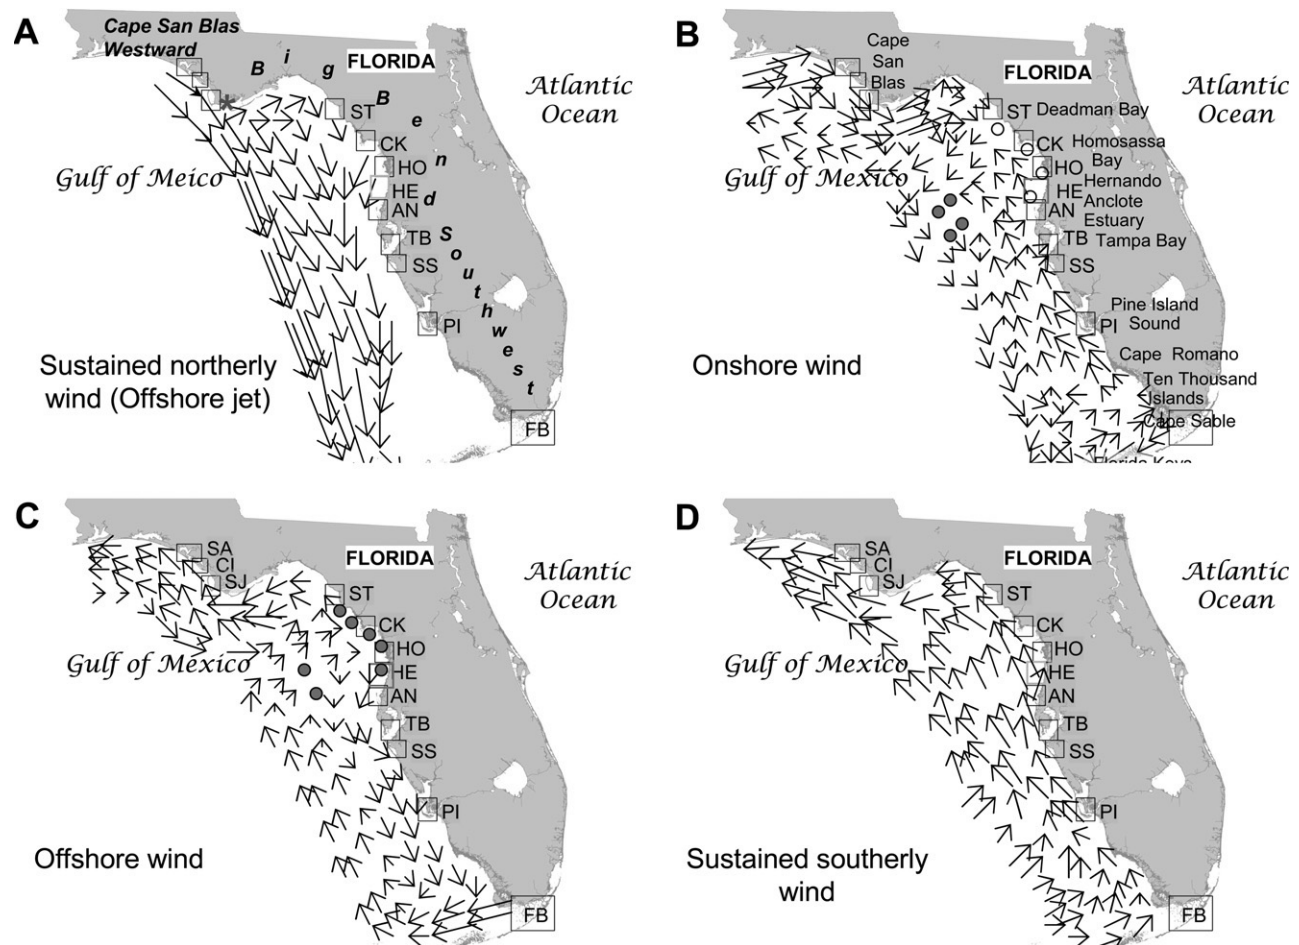 A
Cape San Blas
Westward
B i g
B e n d
FLORIDA
Atlantic
Ocean
*
ST
CK
HO
HE
AN
TB
SS
PI
FB
S o u t h w e s t
Gulf of Meico
Sustained northerly
wind (Offshore jet)
B
Cape
San
Blas
FLORIDA
Atlantic
Ocean
ST Deadman Bay
CK
Homosassa
Bay
HO
Hernando
HE
Anclote
AN
Estuary
TB
Tampa Bay
SS
Pine Island
PI Sound
Cape Romano
Ten Thousand
Islands
Cape Sable
Florida Keys
Gulf of Mexico
Onshore wind
C
SA
CI
SJ
FLORIDA
Atlantic
Ocean
ST
CK
HO
HE
AN
TB
SS
PI
FB
Gulf of Mexico
Offshore wind
D
SA
CI
SJ
FLORIDA
Atlantic
Ocean
ST
CK
HO
HE
AN
TB
SS
PI
FB
Gulf of Mexico
Sustained southerly
wind